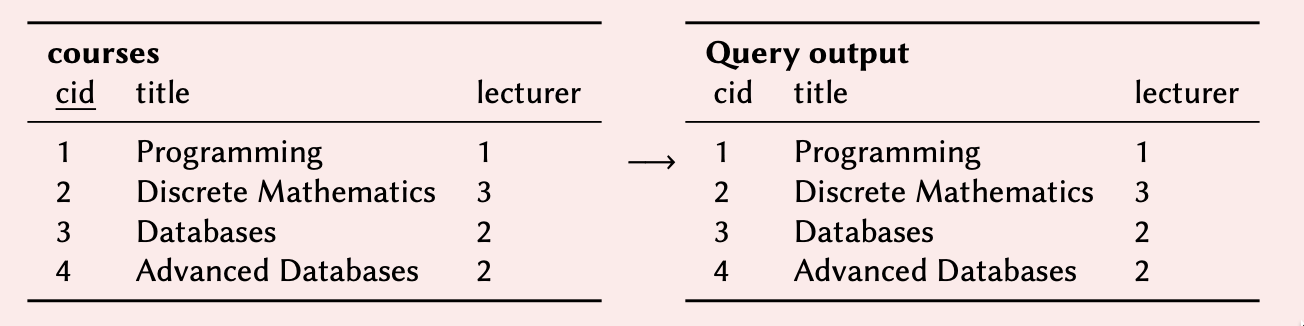 courses
cid title lecturer
1 Programming 1
2 Discrete Mathematics 3
3 Databases 2
4 Advanced Databases 2
⟶
Query output
cid title lecturer
1 Programming 1
2 Discrete Mathematics 3
3 Databases 2
4 Advanced Databases 2